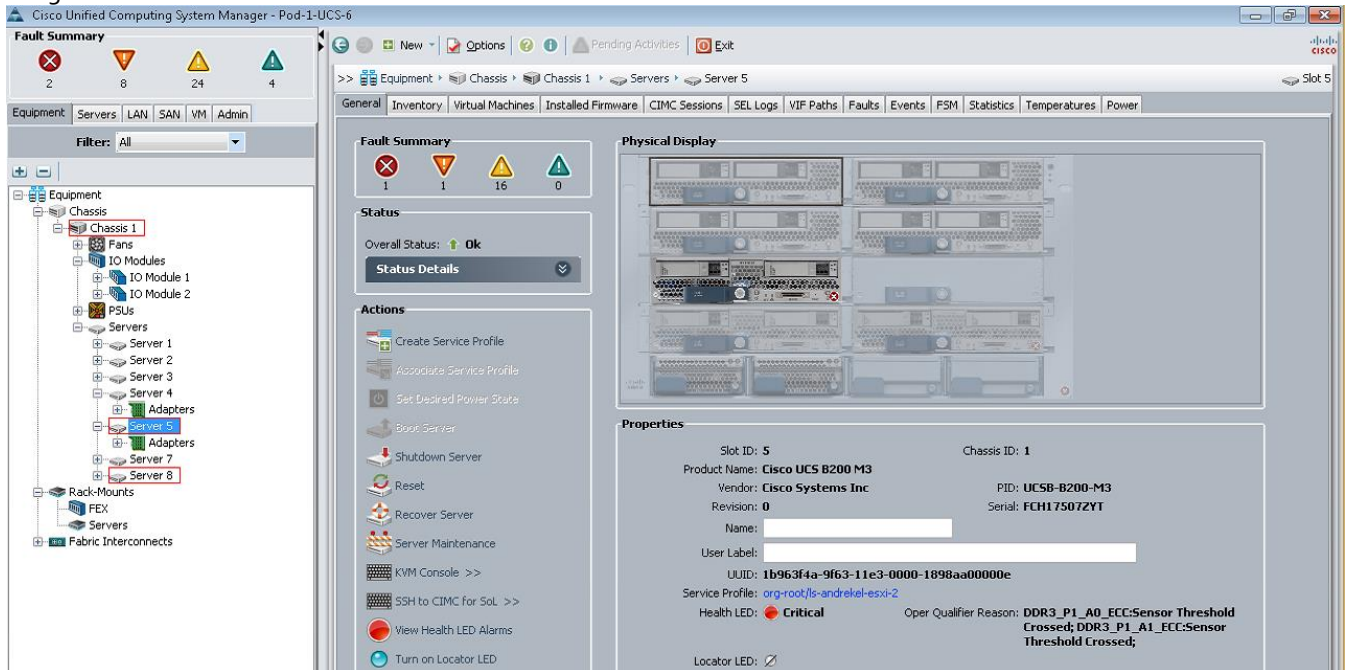 Cisco Unified Computing System Manager - Pod-1-UCS-6
Fault Summary
2 8 24 4
New Options Pending Activities Exit
cisco
>> Equipment Chassis Chassis 1 Servers Server 5 Slot 5
Equipment Servers LAN SAN VM Admin
Filter: All
Equipment
Chassis
Chassis 1
Fans
IO Modules
IO Module 1
IO Module 2
PSUs
Servers
Server 1
Server 2
Server 3
Server 4
Adapters
Server 5
Adapters
Server 7
Server 8
Rack-Mounts
FEX
Servers
Fabric Interconnects
General Inventory Virtual Machines Installed Firmware CIMC Sessions SEL Logs VIF Paths Faults Events FSM Statistics Temperatures Power
Fault Summary
1 1 16 0
Status
Overall Status: Ok
Status Details
Actions
Create Service Profile
Associate Service Profile
Set Desired Power State
Boot Server
Shutdown Server
Reset
Recover Server
Server Maintenance
KVM Console >>
SSH to CIMC for SoL >>
View Health LED Alarms
Turn on Locator LED
Physical Display
Properties
Slot ID: 5 Chassis ID: 1
Product Name: Cisco UCS B200 M3
Vendor: Cisco Systems Inc PID: UCSB-B200-M3
Revision: 0 Serial: FCH17507ZYT
Name:
User Label:
UUID: 1b963f4a-9f63-11e3-0000-1898aa00000e
Service Profile: org-root/ls-andrekel-esxi-2
Health LED: Critical Oper Qualifier Reason: DDR3_P1_A0_ECC:Sensor Threshold
Crossed; DDR3_P1_A1_ECC:Sensor
Threshold Crossed;
Locator LED: